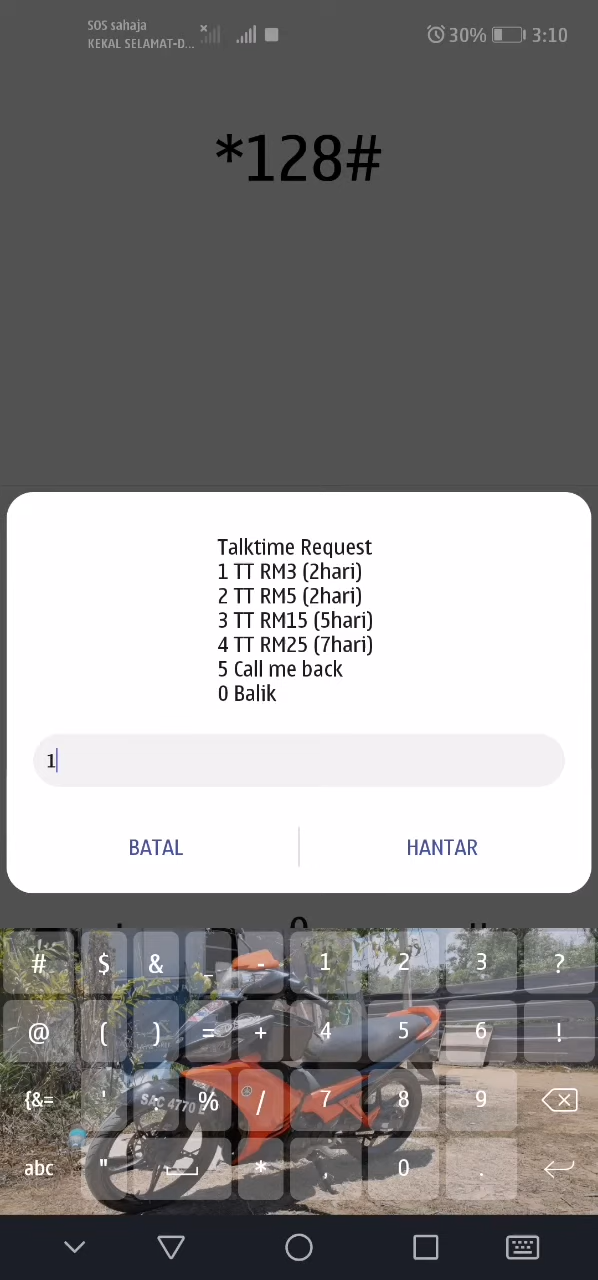 SOS sahaja
KEKAL SELAMAT-D...
30% 3:10
*128#
Talktime Request
1 TT RM3 (2hari)
2 TT RM5 (2hari)
3 TT RM15 (5hari)
4 TT RM25 (7hari)
5 Call me back
0 Balik
1
BATAL HANTAR
# $ & _ - 1 2 3 ?
@ ( ) = + 4 5 6 !
{&= ' : % / 7 8 9
SAC 4770
abc " * , 0 .